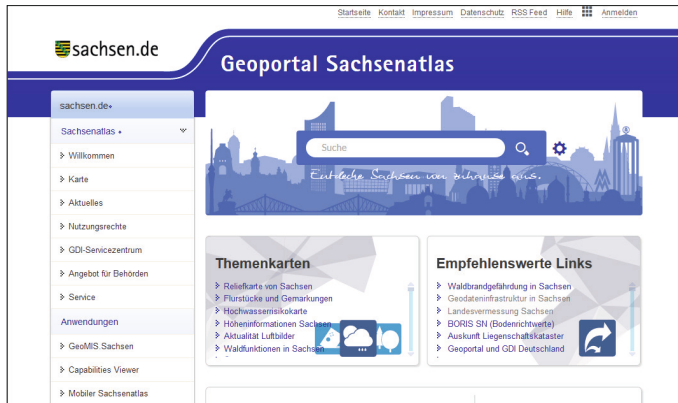 Startseite Kontakt Impressum Datenschutz RSS Feed Hilfe Anmelden
sachsen.de
Geoportal Sachsenatlas
sachsen.de
Sachsenatlas
Willkommen
Karte
Aktuelles
Nutzungsrechte
GDI-Servicezentrum
Angebot für Behörden
Service
Anwendungen
GeoMIS.Sachsen
Capabilities Viewer
Mobiler Sachsenatlas
Suche
Entdecke Sachsen von zuhause aus.
Themenkarten
Reliefkarte von Sachsen
Flurstücke und Gemarkungen
Hochwasserrisikokarte
Höheninformationen Sachsen
Aktualität Luftbilder
Waldfunktionen in Sachsen
Empfehlenswerte Links
Waldbrandgefährdung in Sachsen
Geodateninfrastruktur in Sachsen
Landesvermessung Sachsen
BORIS SN (Bodenrichtwerte)
Auskunft Liegenschaftskataster
Geoportal und GDI Deutschland